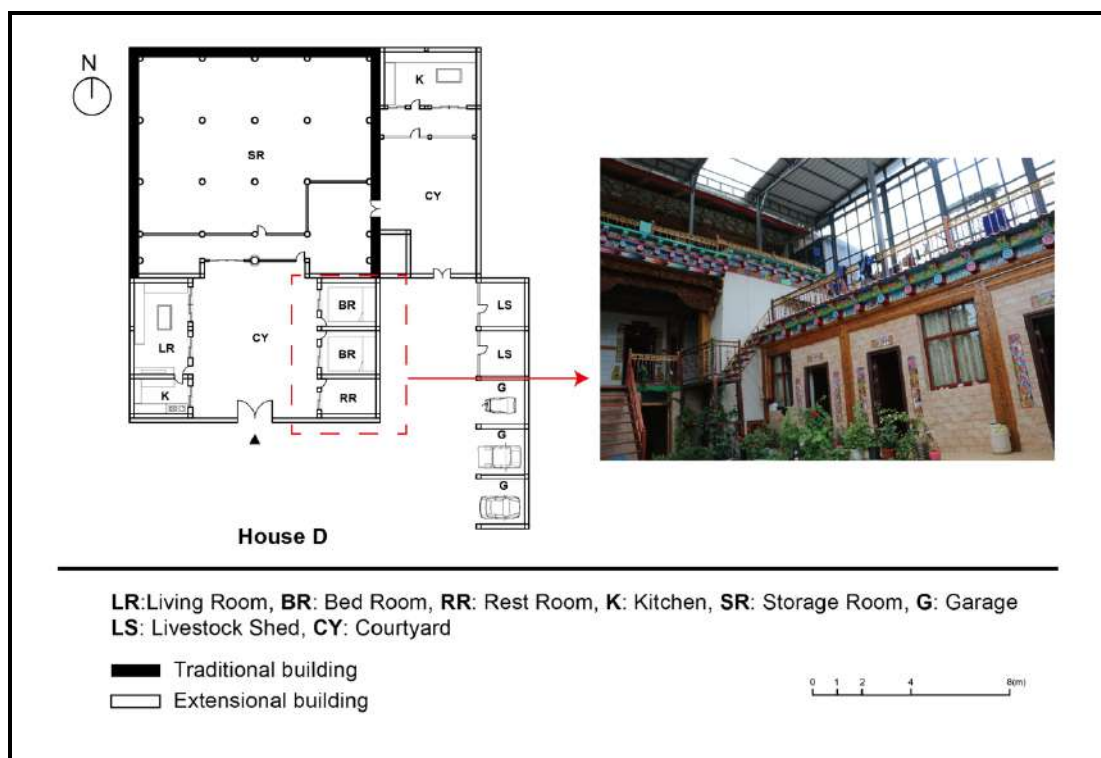 N
K
SR
CY
BR
LS
CY
LR
BR
LS
K
RR
G
G
G
House D
LR:Living Room, BR: Bed Room, RR: Rest Room, K: Kitchen, SR: Storage Room, G: Garage
LS: Livestock Shed, CY: Courtyard
Traditional building
Extensional building
0 1 2 4 8(m)